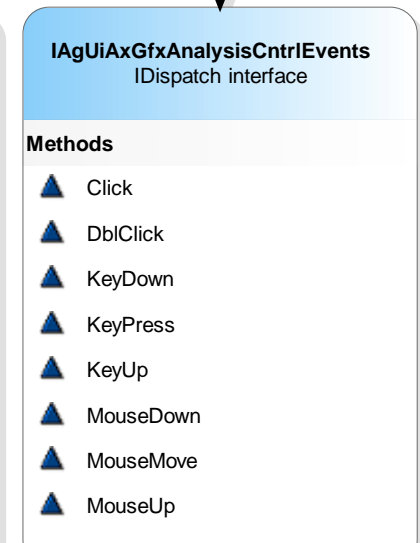 IAgUiAxGfxAnalysisCntrlEvents
IDispatch interface
Methods
Click
DblClick
KeyDown
KeyPress
KeyUp
MouseDown
MouseMove
MouseUp